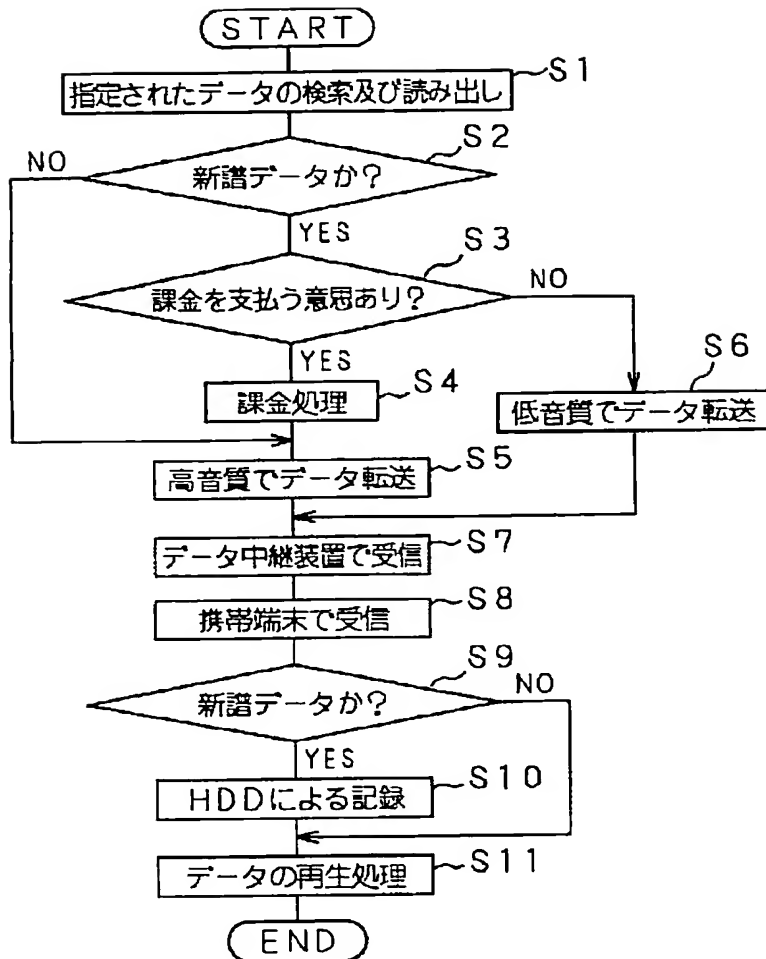 START
指定されたデータの検索及び読み出し
S1
新譜データか？
S2
NO
YES
課金を支払う意思あり？
S3
NO
YES
課金処理
S4
低音質でデータ転送
S6
高音質でデータ転送
S5
データ中継装置で受信
S7
携帯端末で受信
S8
新譜データか？
S9
NO
YES
HDDによる記録
S10
データの再生処理
S11
END